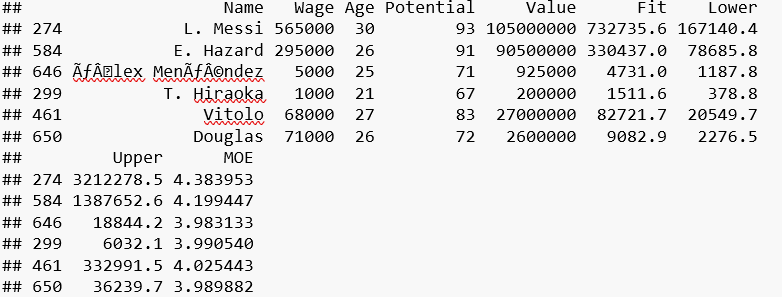 ## Name Wage Age Potential Value Fit Lower
## 274 L. Messi 565000 30 93 105000000 732735.6 167140.4
## 584 E. Hazard 295000 26 91 90500000 330437.0 78685.8
## 646 lex MenÃƒÂ©ndez 5000 25 71 925000 4731.0 1187.8
## 299 T. Hiraoka 1000 21 67 200000 1511.6 378.8
## 461 Vitolo 68000 27 83 27000000 82721.7 20549.7
## 650 Douglas 71000 26 72 2600000 9082.9 2276.5
## Upper MOE
## 274 3212278.5 4.383953
## 584 1387652.6 4.199447
## 646 18844.2 3.983133
## 299 6032.1 3.990540
## 461 332991.5 4.025443
## 650 36239.7 3.989882